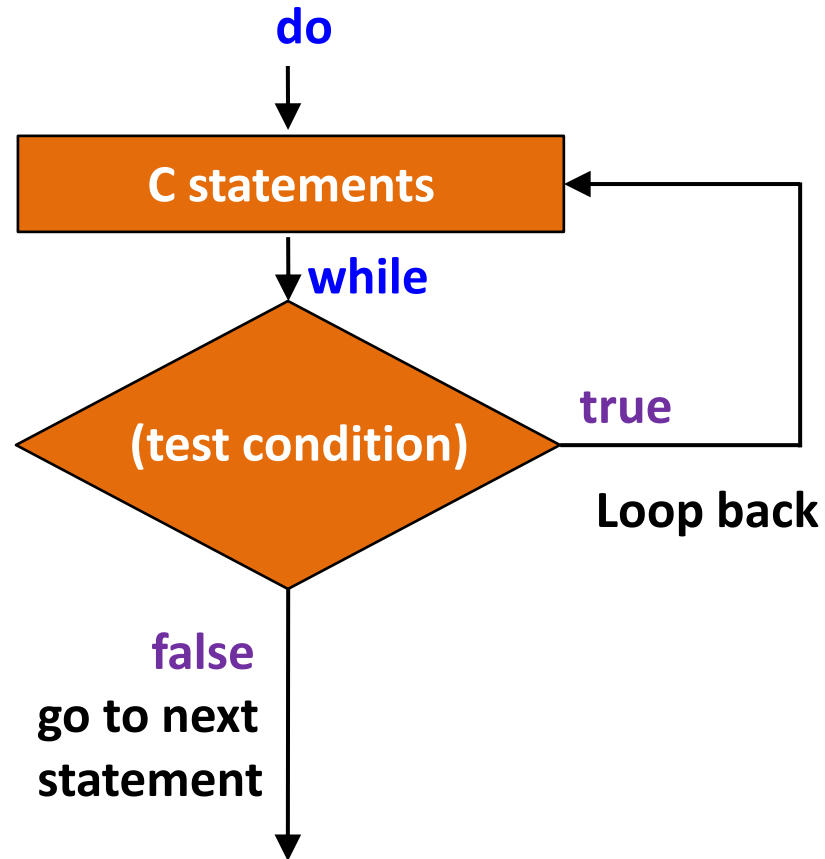 do
C statements
while
(test condition)
true
Loop back
false
go to next
statement